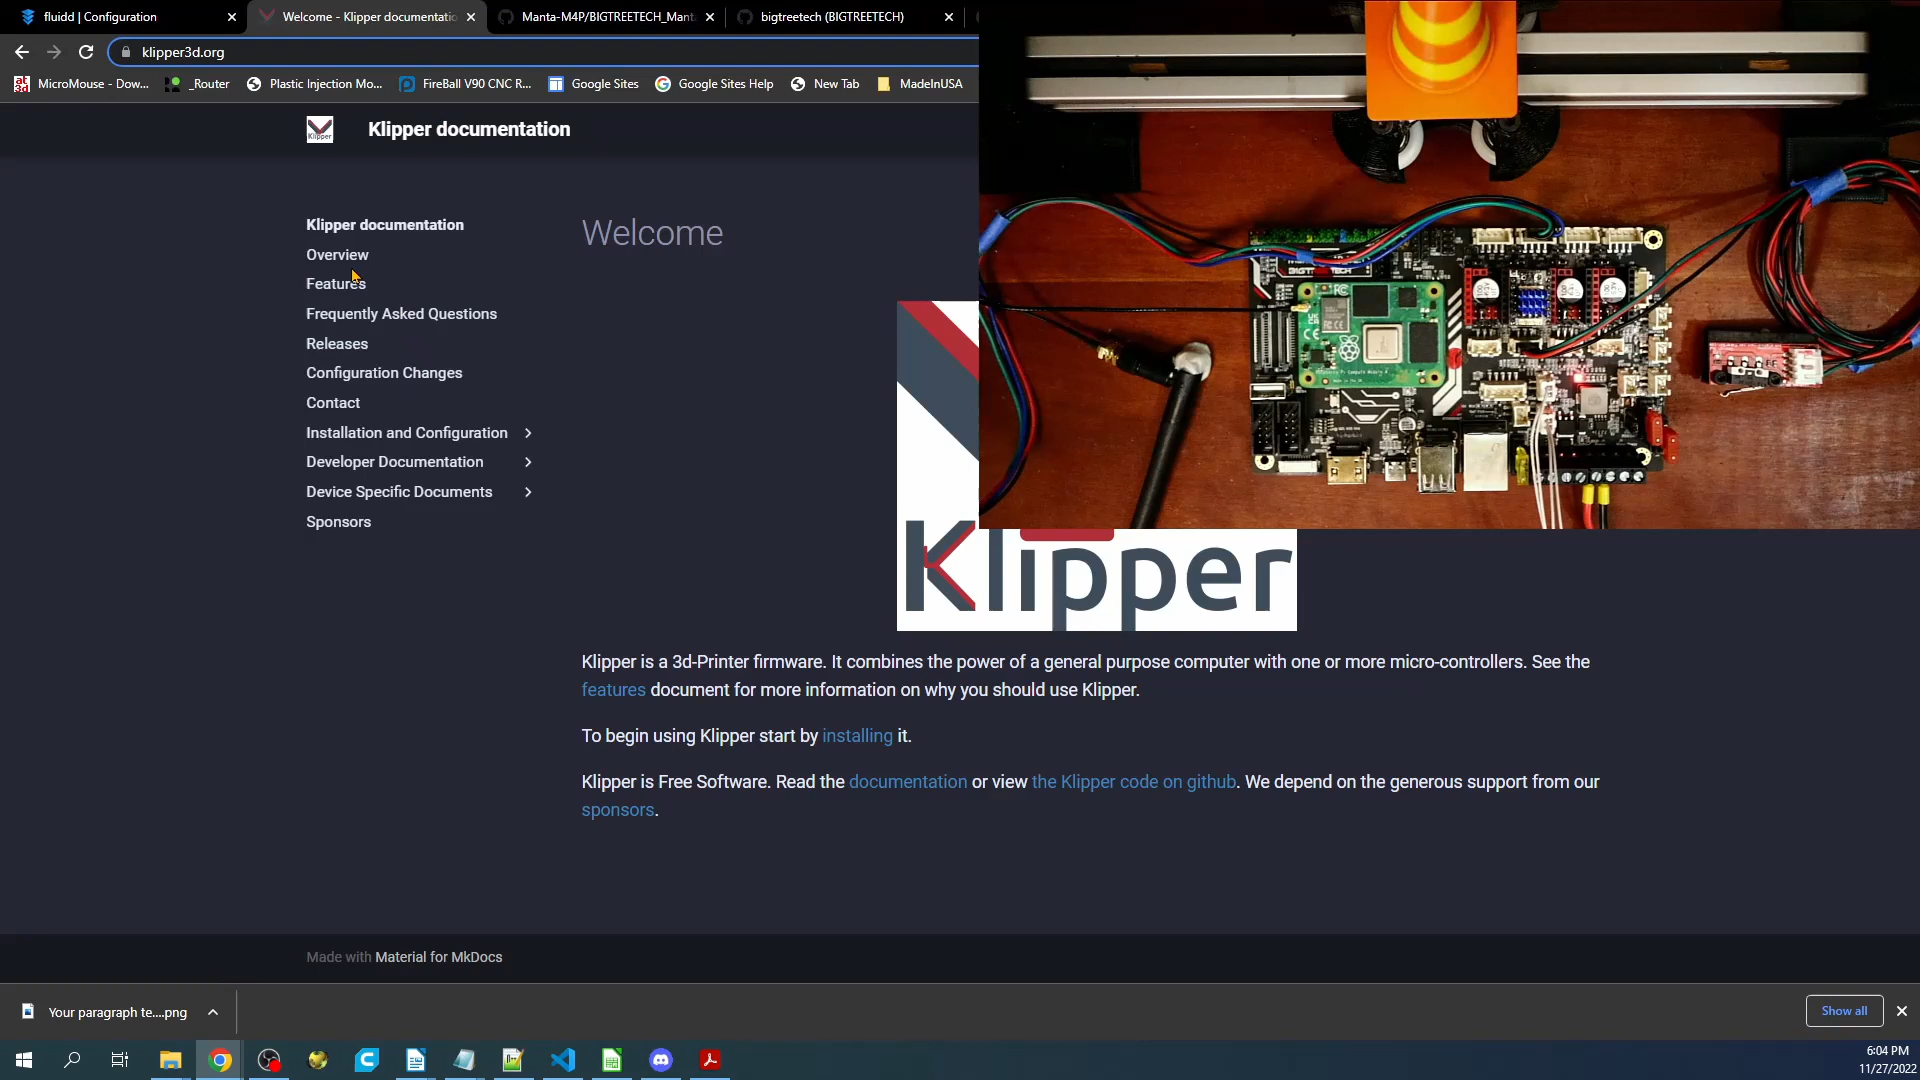 fluidd | Configuration
Welcome - Klipper documentatio
Manta-M4P/BIGTREETECH_Manta
bigtreetech (BIGTREETECH)
klipper3d.org
MicroMouse - Dow...
_Router
Plastic Injection Mo...
FireBall V90 CNC R...
Google Sites
Google Sites Help
New Tab
MadeInUSA
Klipper
Klipper documentation
Klipper documentation
Overview
Features
Frequently Asked Questions
Releases
Configuration Changes
Contact
Installation and Configuration
Developer Documentation
Device Specific Documents
Sponsors
Welcome
BIGTREETECH
Klipper
Klipper is a 3d-Printer firmware. It combines the power of a general purpose computer with one or more micro-controllers. See the
features document for more information on why you should use Klipper.
To begin using Klipper start by installing it.
Klipper is Free Software. Read the documentation or view the Klipper code on github. We depend on the generous support from our
sponsors.
Made with Material for MkDocs
Your paragraph te....png
Show all
6:04 PM
11/27/2022